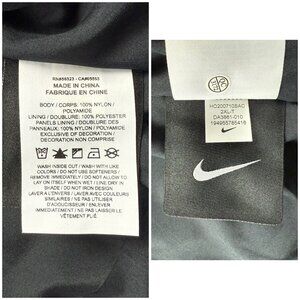 RN#56323 - CA#05553
MADE IN CHINA
FABRIQUE EN CHINE
BODY / CORPS: 100% NYLON /
POLYAMIDE
LINING / DOUBLURE: 100% POLYESTER
PANELS LINING / DOUBLURE DES
PANNEAUX: 100% NYLON / POLYAMIDE
EXCLUSIVE OF DECORATION /
DECORATION NON COMPRISE
WASH INSIDE OUT / WASH WITH LIKE
COLORS / DO NOT USE SOFTENERS /
REMOVE IMMEDIATELY / DO NOT ALLOW TO
LAY ON ITSELF WHEN WET / LINE DRY IN
SHADE / DO NOT IRON DESIGN
LAVER À L'ENVERS / LAVER AVEC COULEURS
SIMILAIRES / NE PAS UTILISER
D'ADOUCISSEUR / ENLEVER
IMMÉDIATEMENT / NE PAS LAISSER LE
VÊTEMENT PLIÉ
2XL/T
DA3861-010